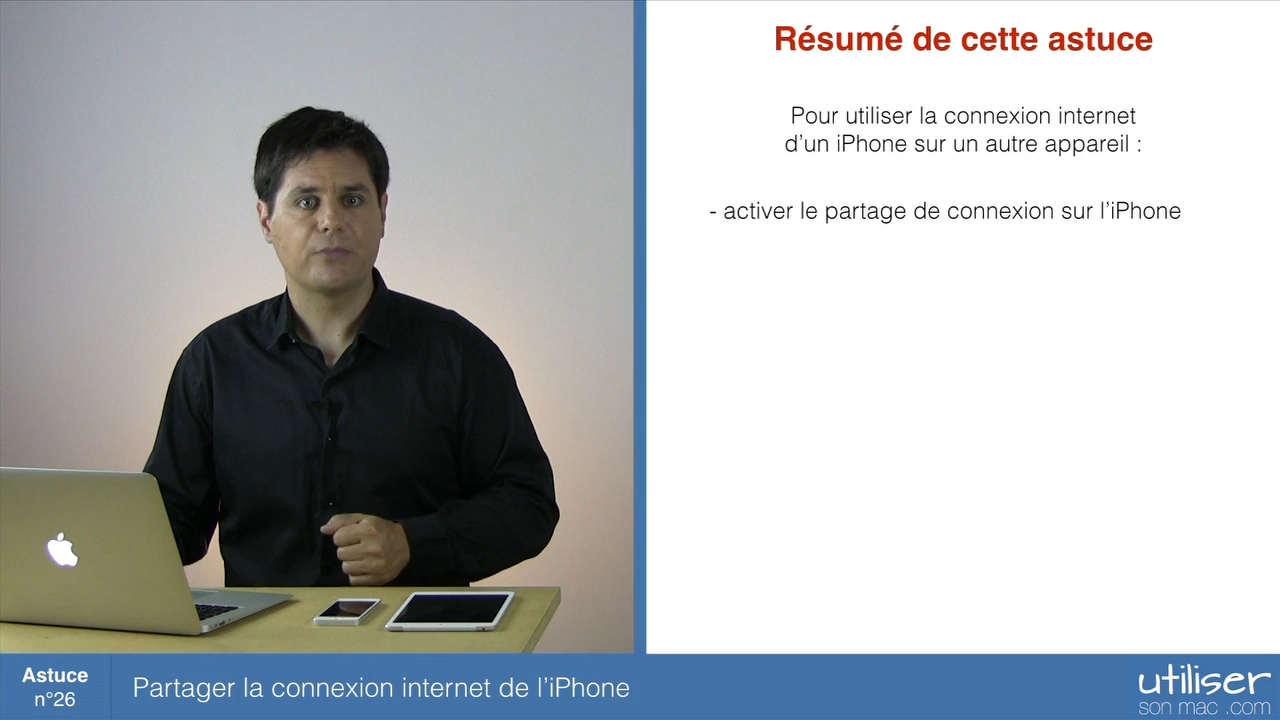 Résumé de cette astuce
Pour utiliser la connexion internet
d'un iPhone sur un autre appareil :
- activer le partage de connexion sur l'iPhone
Astuce
n°26
Partager la connexion internet de l'iPhone
utiliser
son mac .com